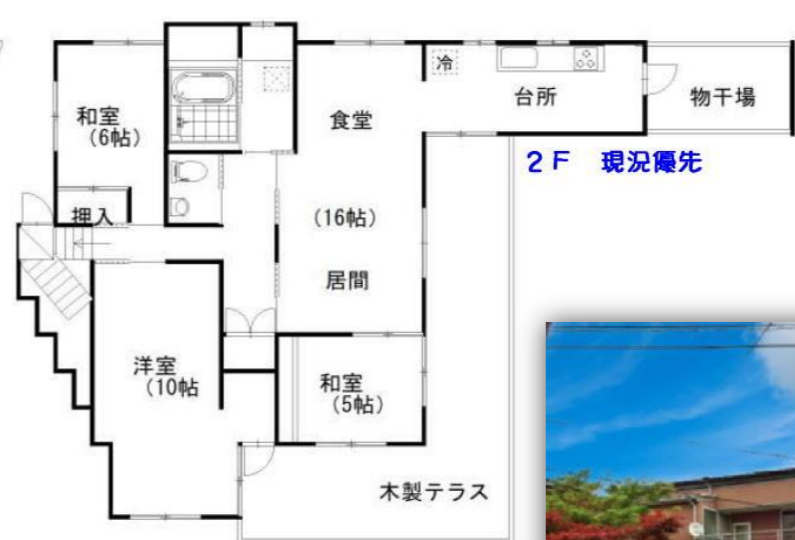 和室
(6帖)
押入
食堂
(16帖)
居間
冷
台所
物干場
2F 現況優先
洋室
(10帖
和室
(5帖)
木製テラス